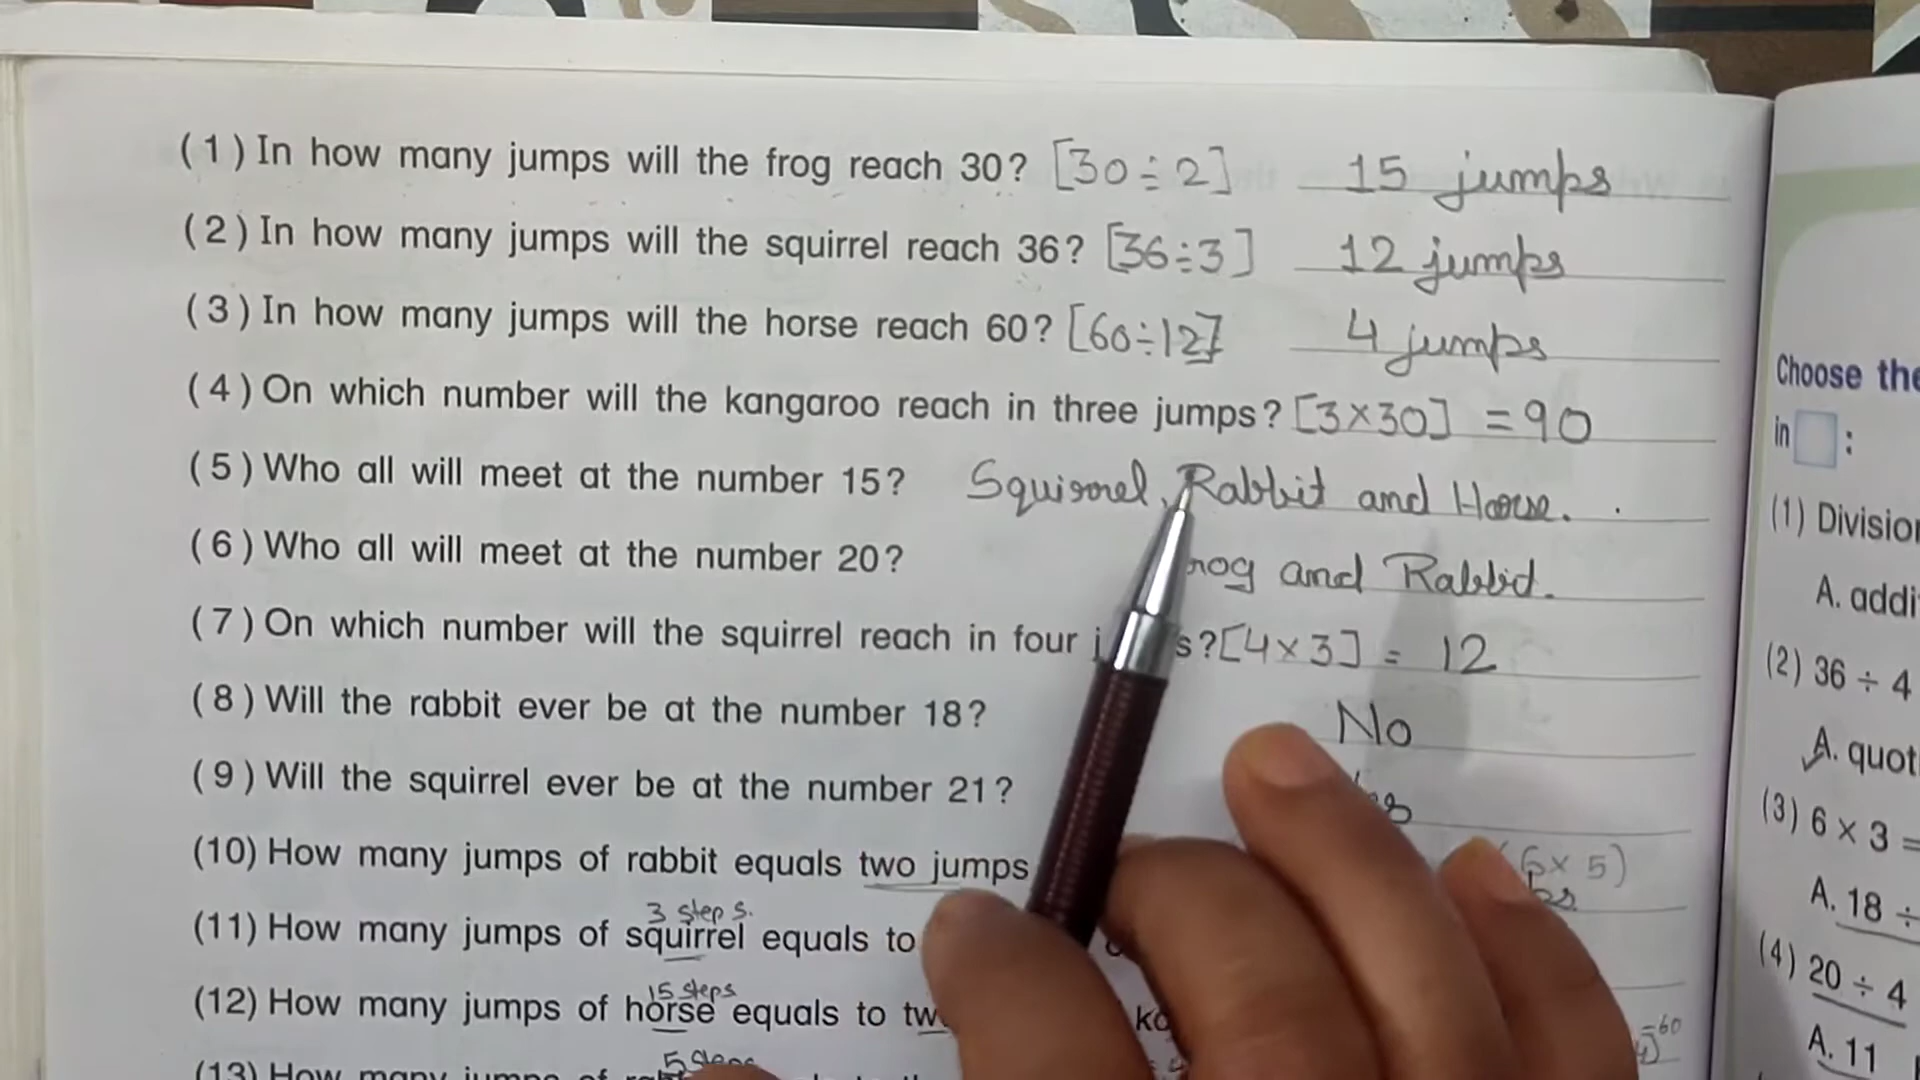 (1) In how many jumps will the frog reach 30? [30÷2] 15 jumps
(2) In how many jumps will the squirrel reach 36? [36÷3] 12 jumps
(3) In how many jumps will the horse reach 60? [60÷12] 4 jumps
(4) On which number will the kangaroo reach in three jumps? [3×30] = 90
(5) Who all will meet at the number 15? Squirrel, Rabbit and Horse.
(6) Who all will meet at the number 20? rog and Rabbid.
(7) On which number will the squirrel reach in four j s? [4×3] = 12
(8) Will the rabbit ever be at the number 18? No
(9) Will the squirrel ever be at the number 21?
(10) How many jumps of rabbit equals two jumps (6×5)
3 steps.
(11) How many jumps of squirrel equals to
15 steps
(12) How many jumps of horse equals to tw
5 steps
(13) How many jumps of
Choose the
in :
(1) Division
A. addi
(2) 36 ÷ 4
A. quot
(3) 6 × 3 =
A. 18 ÷
(4) 20 ÷ 4
A. 11